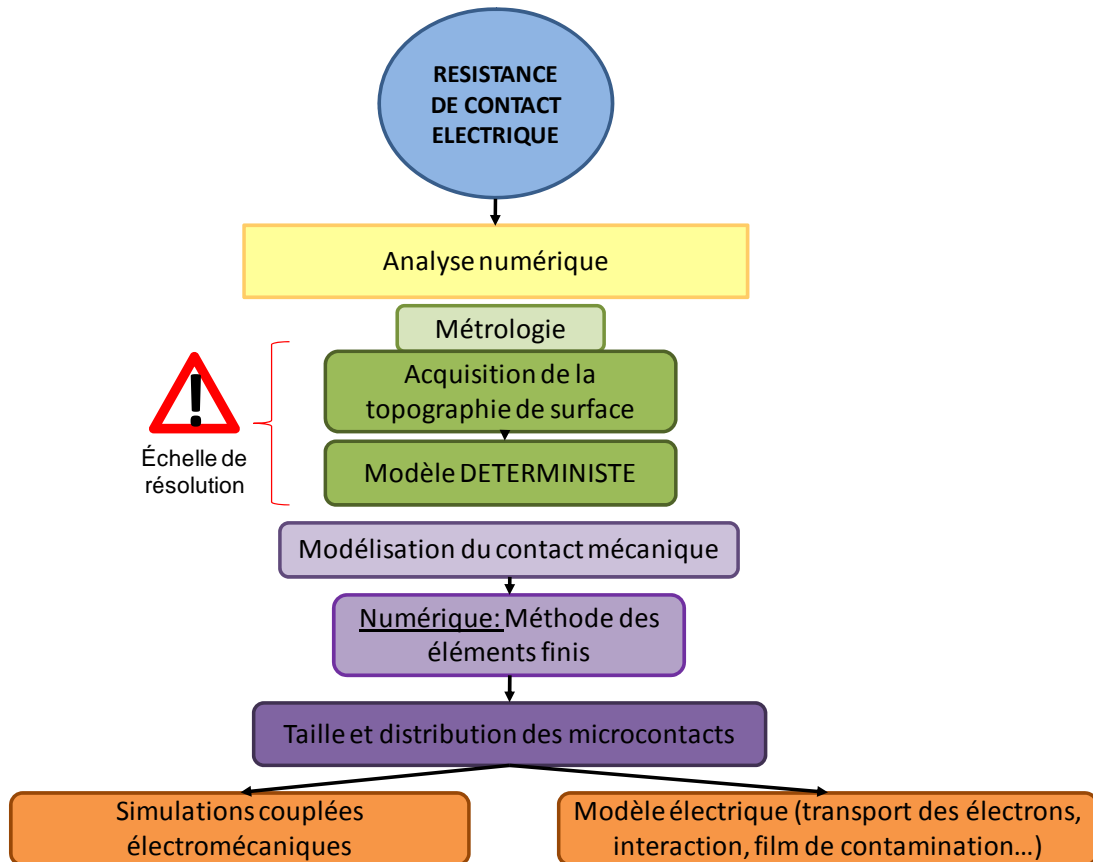 RESISTANCE
DE CONTACT
ELECTRIQUE
Analyse numérique
Métrologie
Acquisition de la
topographie de surface
Échelle de
résolution
Modèle DETERMINISTE
Modélisation du contact mécanique
Numérique: Méthode des
éléments finis
Taille et distribution des microcontacts
Simulations couplées
électromécaniques
Modèle électrique (transport des électrons,
interaction, film de contamination...)